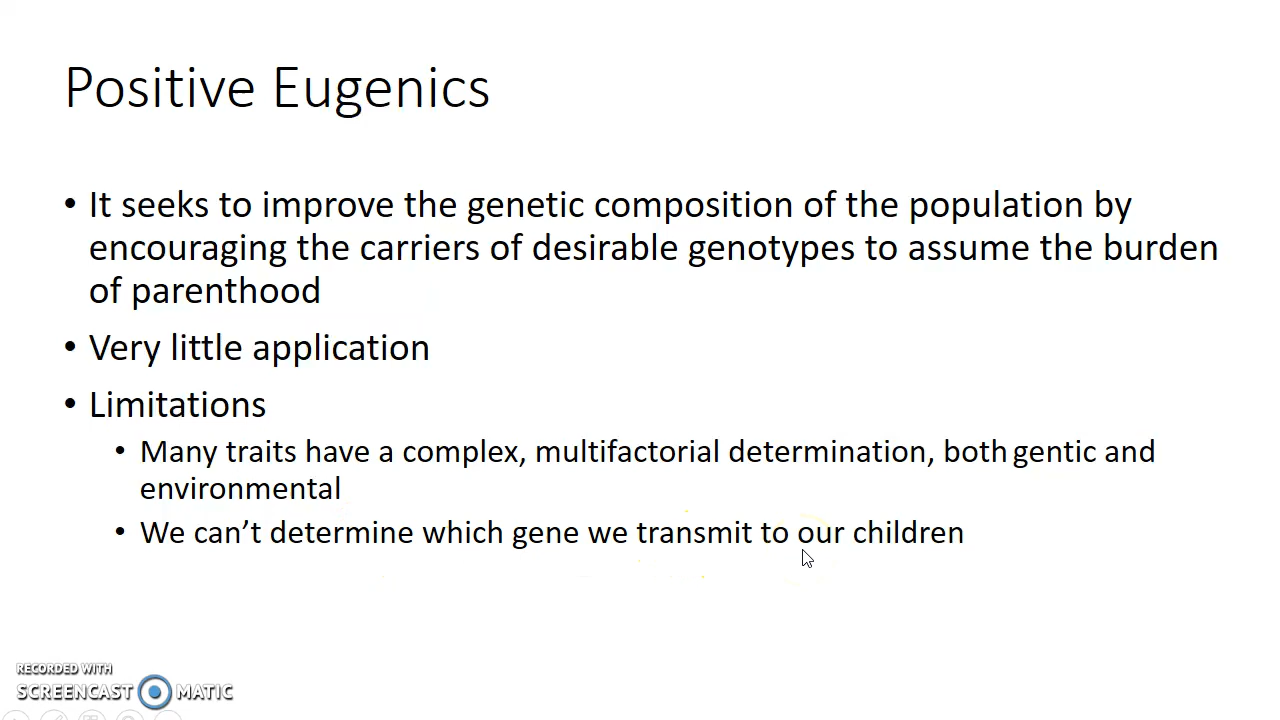 Positive Eugenics
• It seeks to improve the genetic composition of the population by
encouraging the carriers of desirable genotypes to assume the burden
of parenthood
• Very little application
• Limitations
• Many traits have a complex, multifactorial determination, both gentic and
environmental
• We can’t determine which gene we transmit to our children
RECORDED WITH
SCREENCAST MATIC